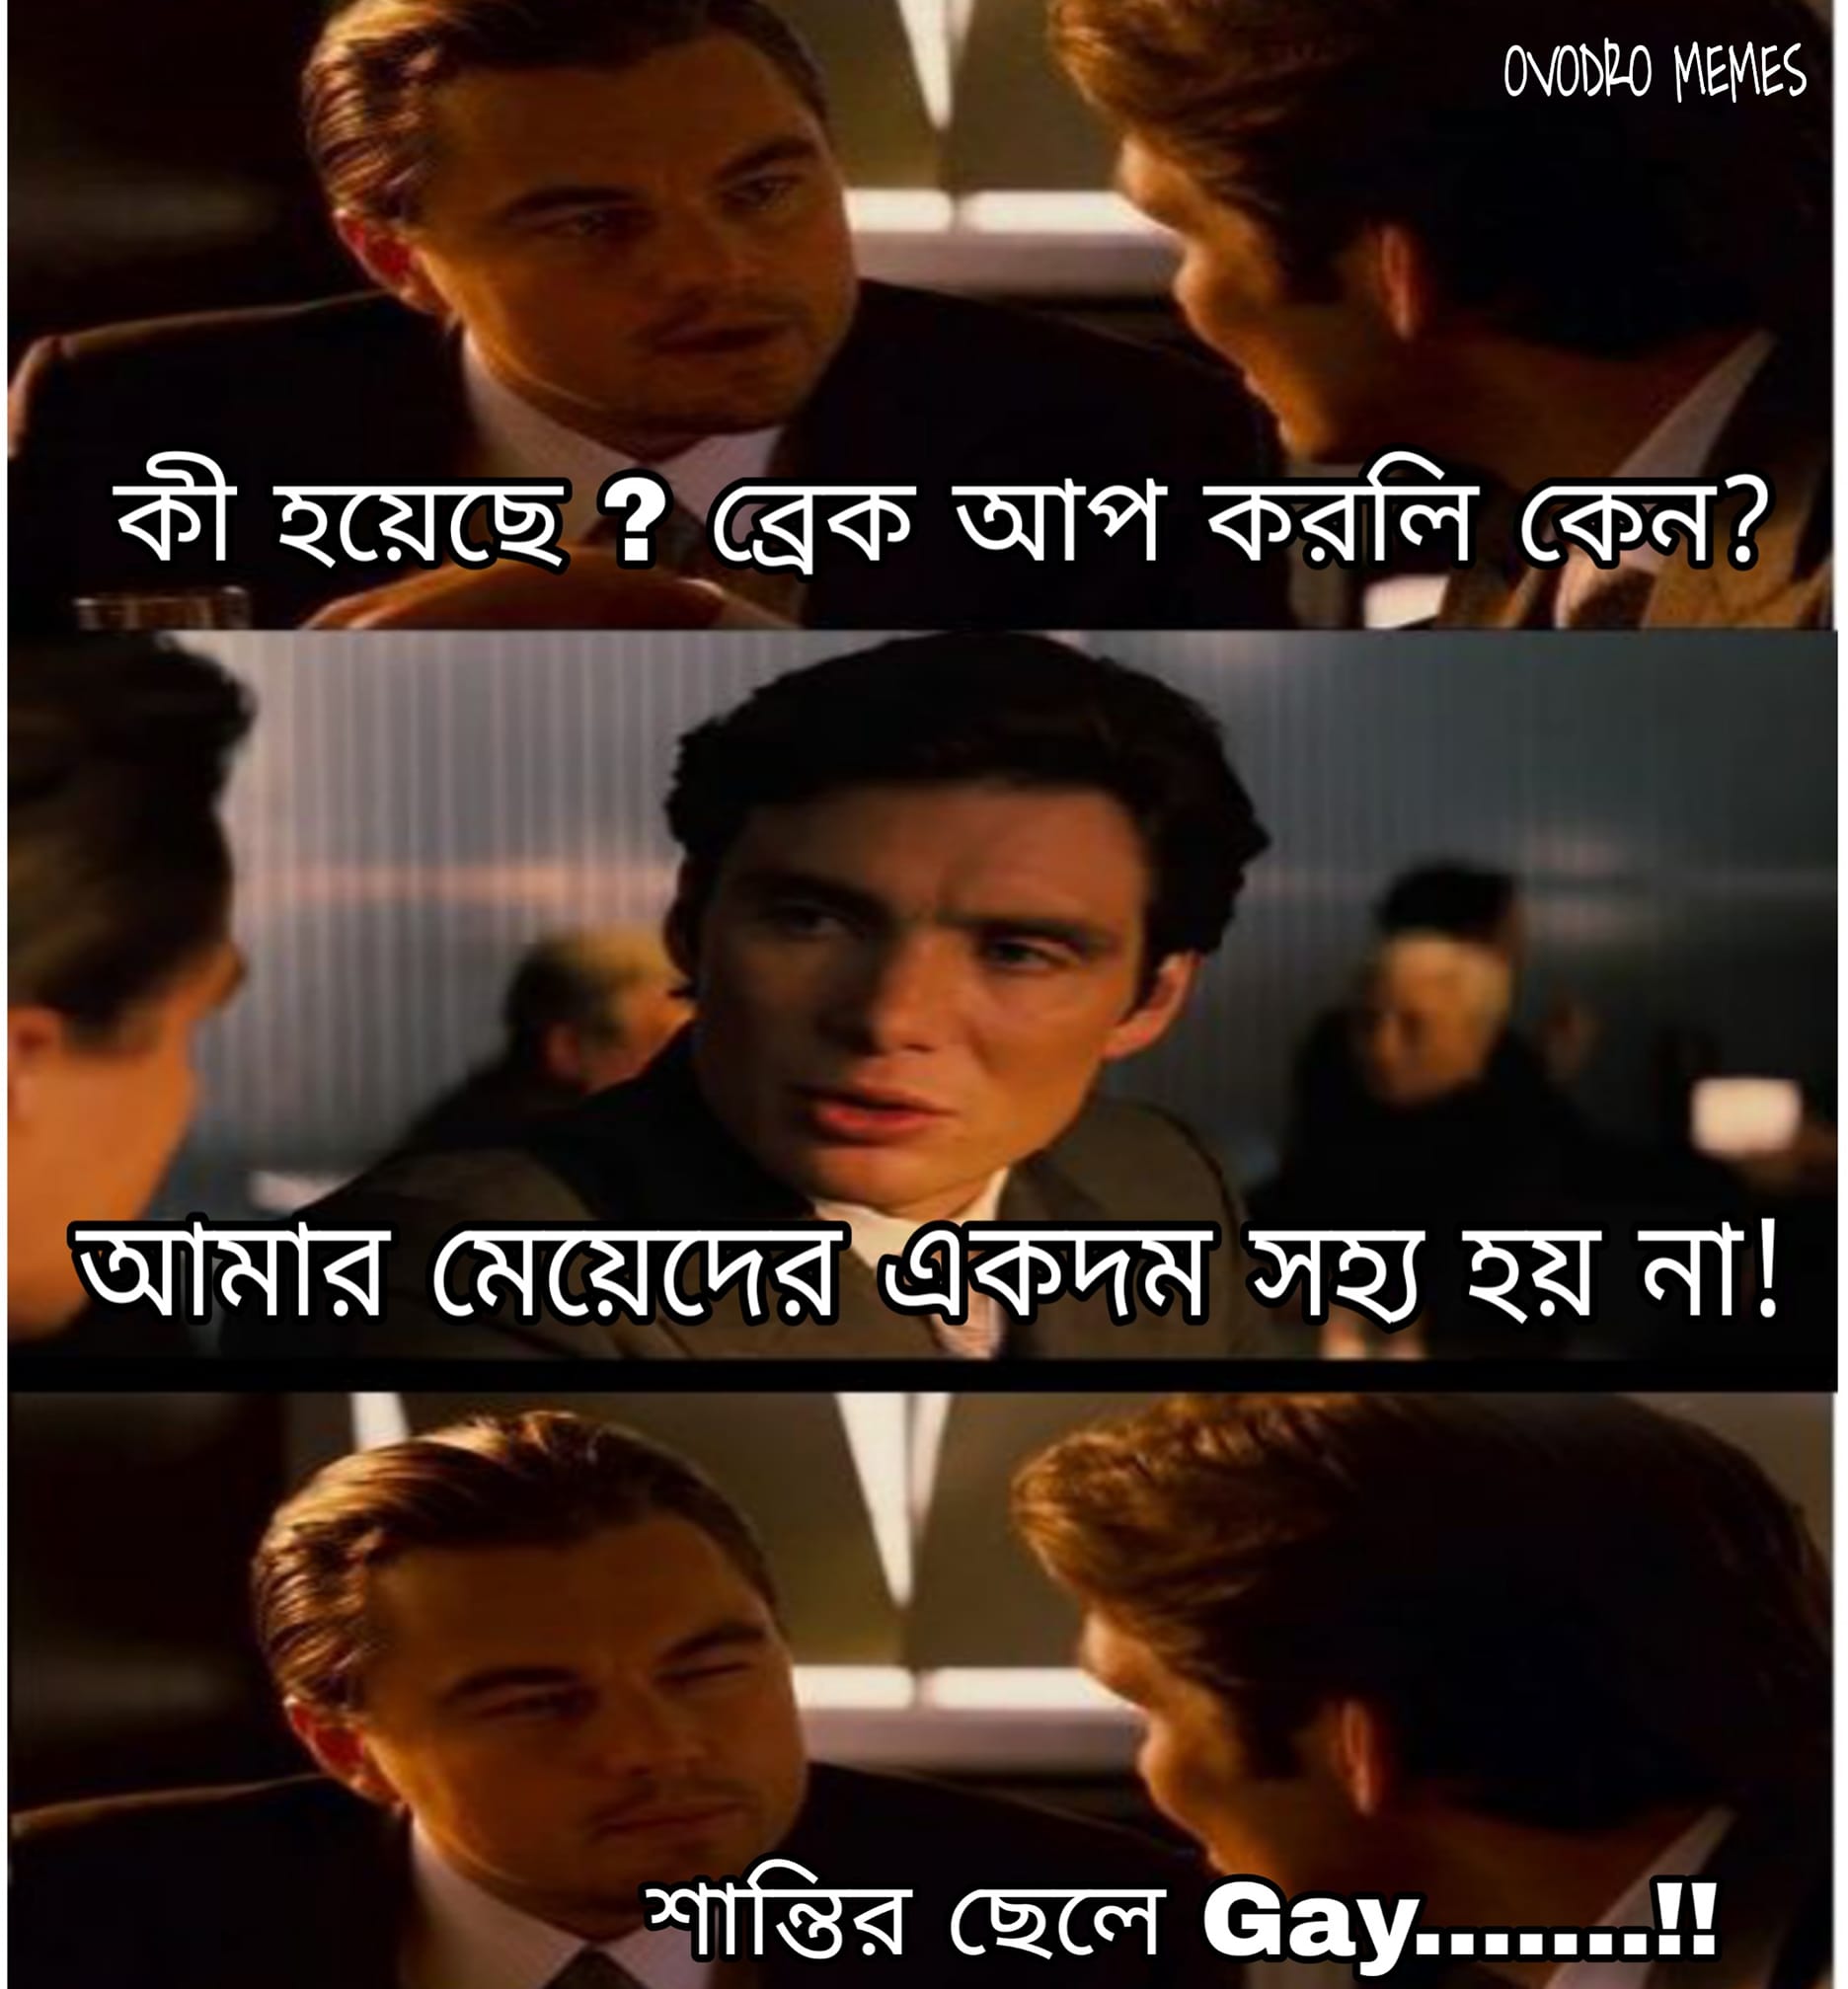 OVODRO MEMES
কী হয়েছে ? ব্রেক আপ করলি কেন?
আমার মেয়েদের একদম সহ্য হয় না!
শান্তির ছেলে Gay.......!!